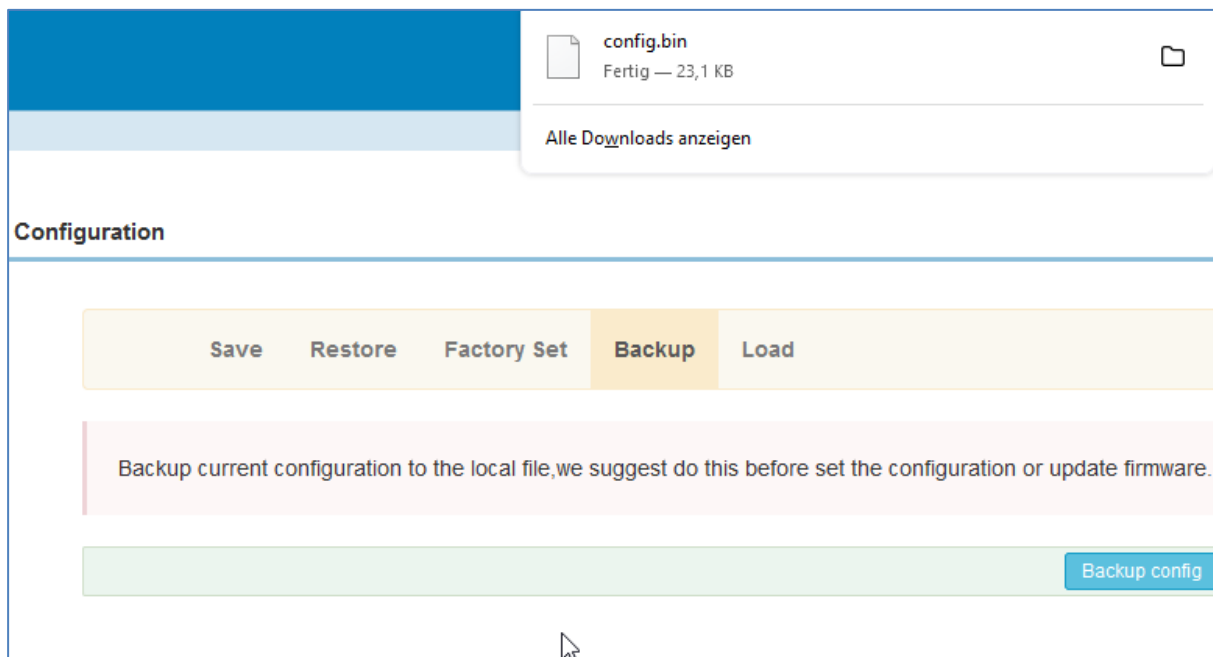 config.bin
Fertig — 23,1 KB
Alle Downloads anzeigen
Configuration
Save Restore Factory Set Backup Load
Backup current configuration to the local file,we suggest do this before set the configuration or update firmware.
Backup config